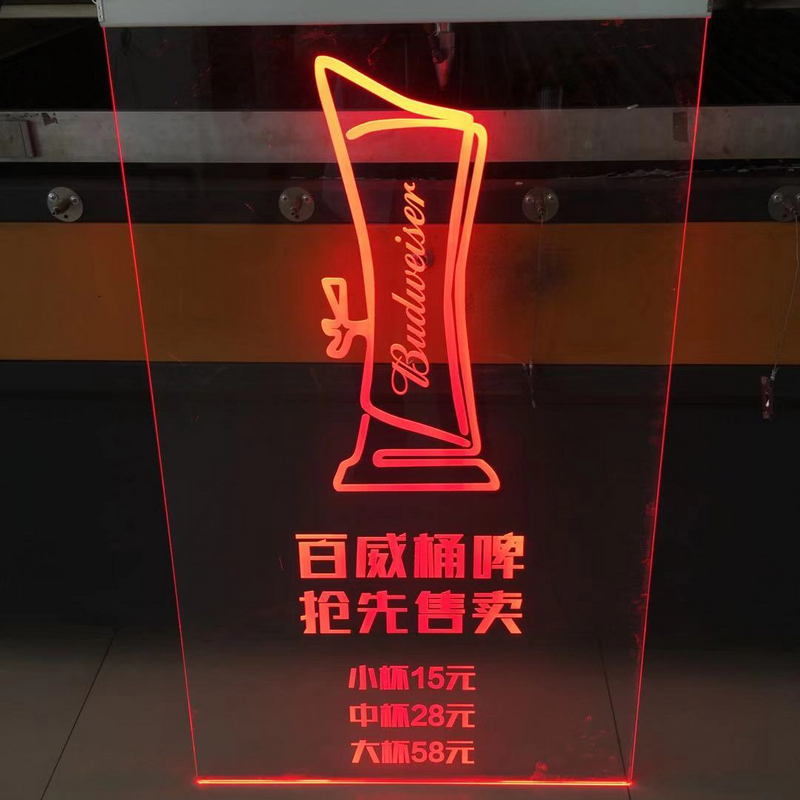 Budweiser
百威桶啤
抢先售卖
小杯15元
中杯28元
大杯58元